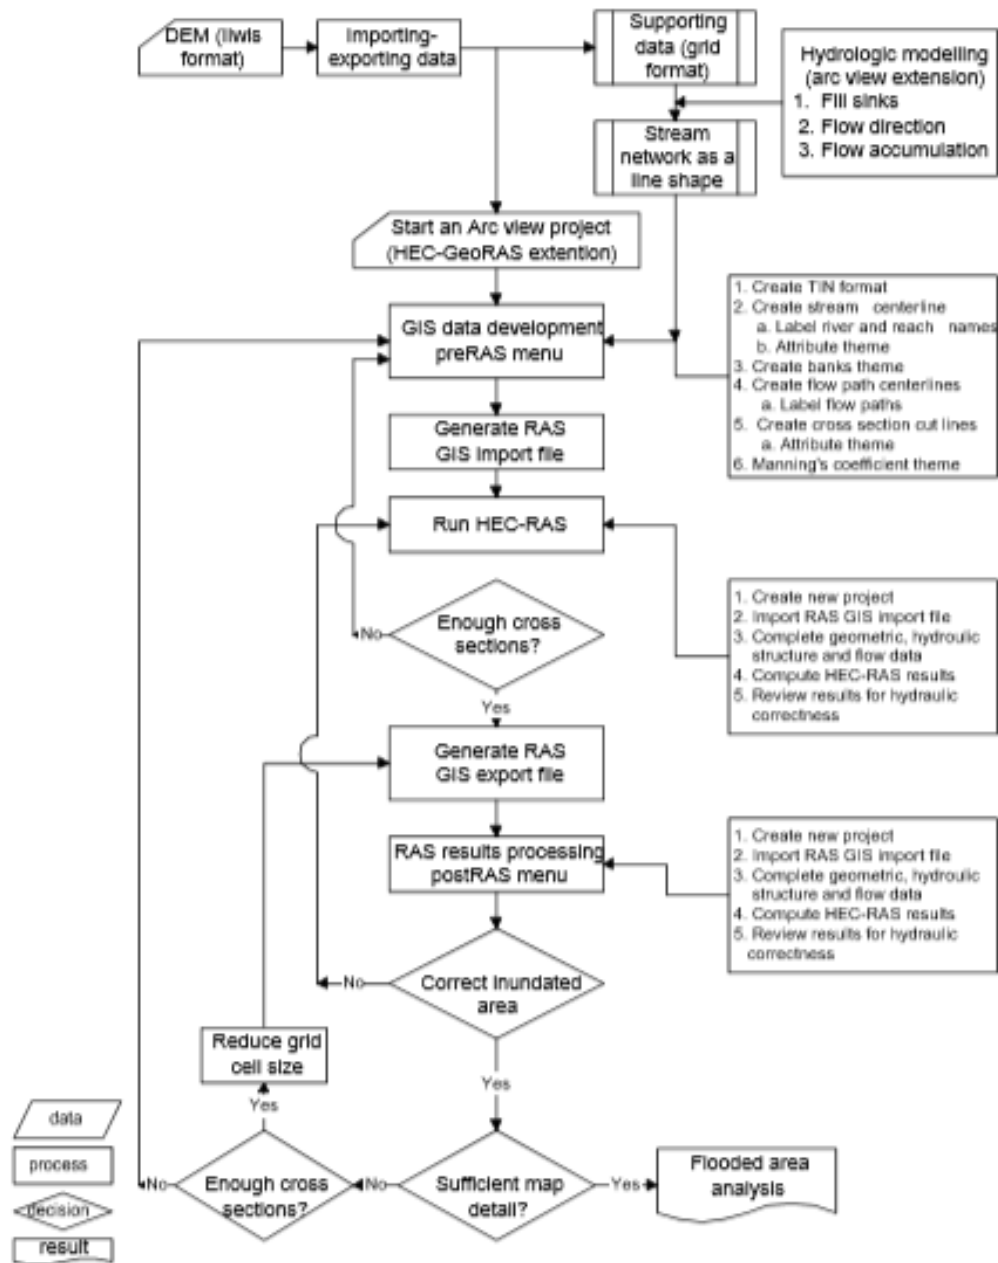 DEM (Ilwis
format)
Importing-
exporting data
Supporting
data (grid
format)
Hydrologic modelling
(arc view extension)
1. Fill sinks
2. Flow direction
3. Flow accumulation
Stream
network as a
line shape
Start an Arc view project
(HEC-GeoRAS extention)
GIS data development
preRAS menu
1. Create TIN format
2. Create stream centerline
a. Label river and reach names
b. Attribute theme
3. Create banks theme
4. Create flow path centerlines
a. Label flow paths
5. Create cross section cut lines
a. Attribute theme
6. Manning's coefficient theme
Generate RAS
GIS import file
Run HEC-RAS
Enough cross
sections?
No
Yes
1. Create new project
2. Import RAS GIS import file
3. Complete geometric, hydroulic
structure and flow data
4. Compute HEC-RAS results
5. Review results for hydraulic
correctness
Generate RAS
GIS export file
RAS results processing
postRAS menu
1. Create new project
2. Import RAS GIS import file
3. Complete geometric, hydroulic
structure and flow data
4. Compute HEC-RAS results
5. Review results for hydraulic
correctness
Correct inundated
area
No
Yes
Reduce grid
cell size
Yes
Enough cross
sections?
No
No
Sufficient map
detail?
Yes
Flooded area
analysis
data
process
decision
result